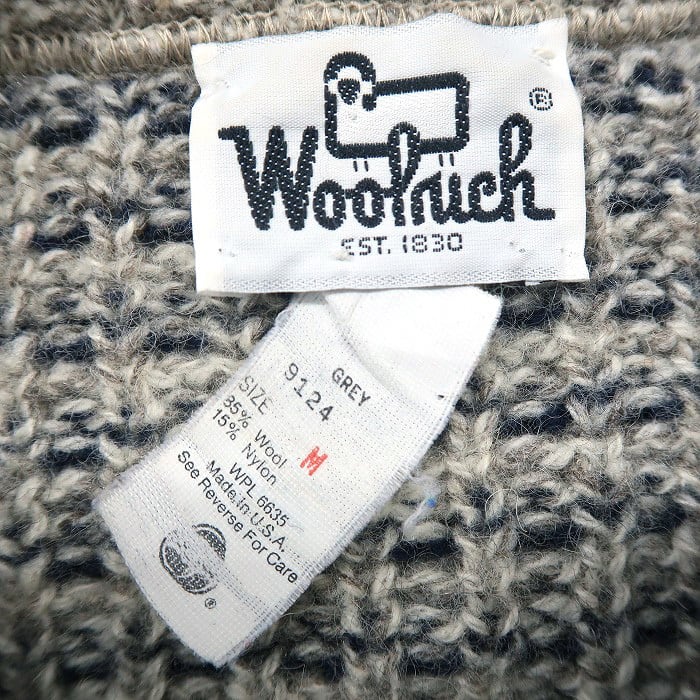 Woolrich ®
EST. 1830
GREY
9124
SIZE M
85% Wool
15% Nylon
WPL 6635
Made in U.S.A.
See Reverse For Care
®